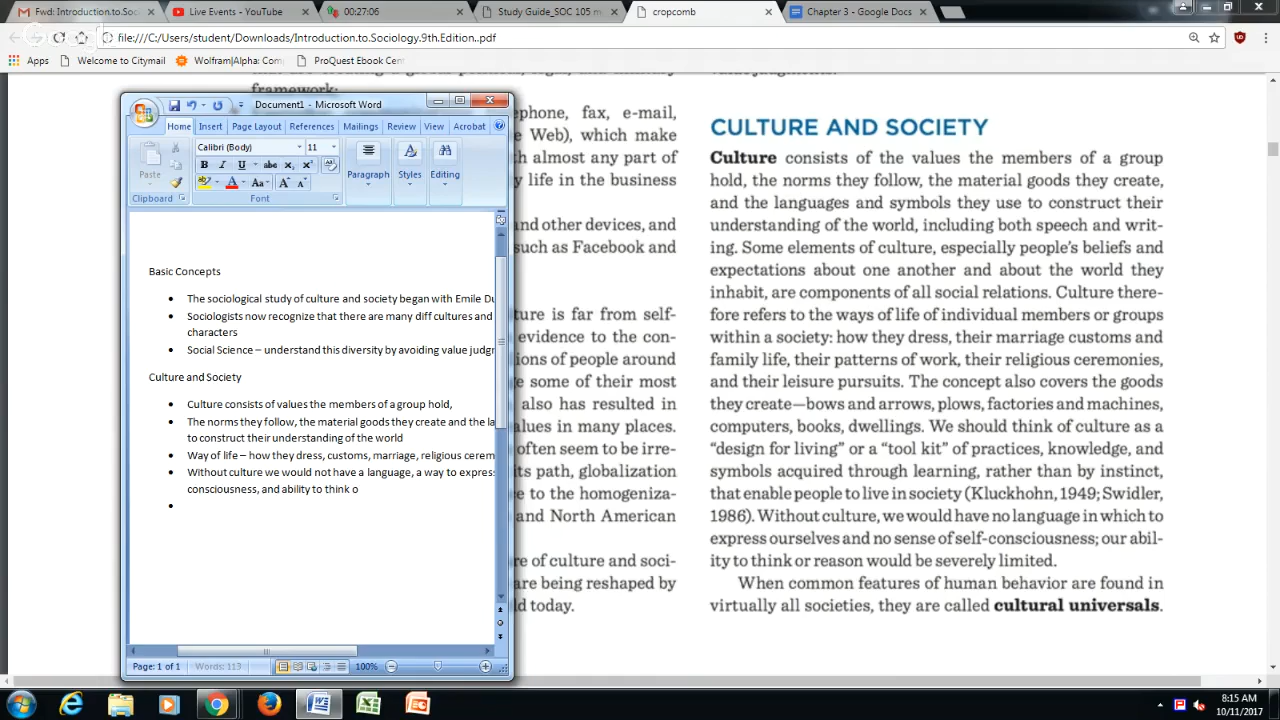 Fwd: Introduction.to.Soci
Live Events - YouTube
00:27:06
Study Guide_SOC 105 m
cropcomb
Chapter 3 - Google Docs
file:///C:/Users/student/Downloads/Introduction.to.Sociology.9th.Edition..pdf
Apps
Welcome to Citymail
Wolfram|Alpha: Com
ProQuest Ebook Cen
framework:
Document1 - Microsoft Word
Home
Insert
Page Layout
References
Mailings
Review
View
Acrobat
Calibri (Body)
11
Paste
Clipboard
Font
Paragraph
Styles
Editing
Basic Concepts
• The sociological study of culture and society began with Emile Du
• Sociologists now recognize that there are many diff cultures and
characters
• Social Science – understand this diversity by avoiding value judgr
Culture and Society
• Culture consists of values the members of a group hold,
• The norms they follow, the material goods they create and the la
to construct their understanding of the world
• Way of life – how they dress, customs, marriage, religious cerem
• Without culture we would not have a language, a way to express
consciousness, and ability to think o
•
Page: 1 of 1
Words: 113
100%
ephone, fax, e-mail,
e Web), which make
h almost any part of
y life in the business
and other devices, and
such as Facebook and
ture is far from self-
evidence to the con-
ions of people around
e some of their most
also has resulted in
alues in many places.
often seem to be irre-
its path, globalization
ce to the homogeniza-
and North American
re of culture and soci-
are being reshaped by
ld today.
CULTURE AND SOCIETY
Culture consists of the values the members of a group
hold, the norms they follow, the material goods they create,
and the languages and symbols they use to construct their
understanding of the world, including both speech and writ-
ing. Some elements of culture, especially people's beliefs and
expectations about one another and about the world they
inhabit, are components of all social relations. Culture there-
fore refers to the ways of life of individual members or groups
within a society: how they dress, their marriage customs and
family life, their patterns of work, their religious ceremonies,
and their leisure pursuits. The concept also covers the goods
they create—bows and arrows, plows, factories and machines,
computers, books, dwellings. We should think of culture as a
“design for living” or a “tool kit” of practices, knowledge, and
symbols acquired through learning, rather than by instinct,
that enable people to live in society (Kluckhohn, 1949; Swidler,
1986). Without culture, we would have no language in which to
express ourselves and no sense of self-consciousness; our abil-
ity to think or reason would be severely limited.
When common features of human behavior are found in
virtually all societies, they are called cultural universals.
8:15 AM
10/11/2017